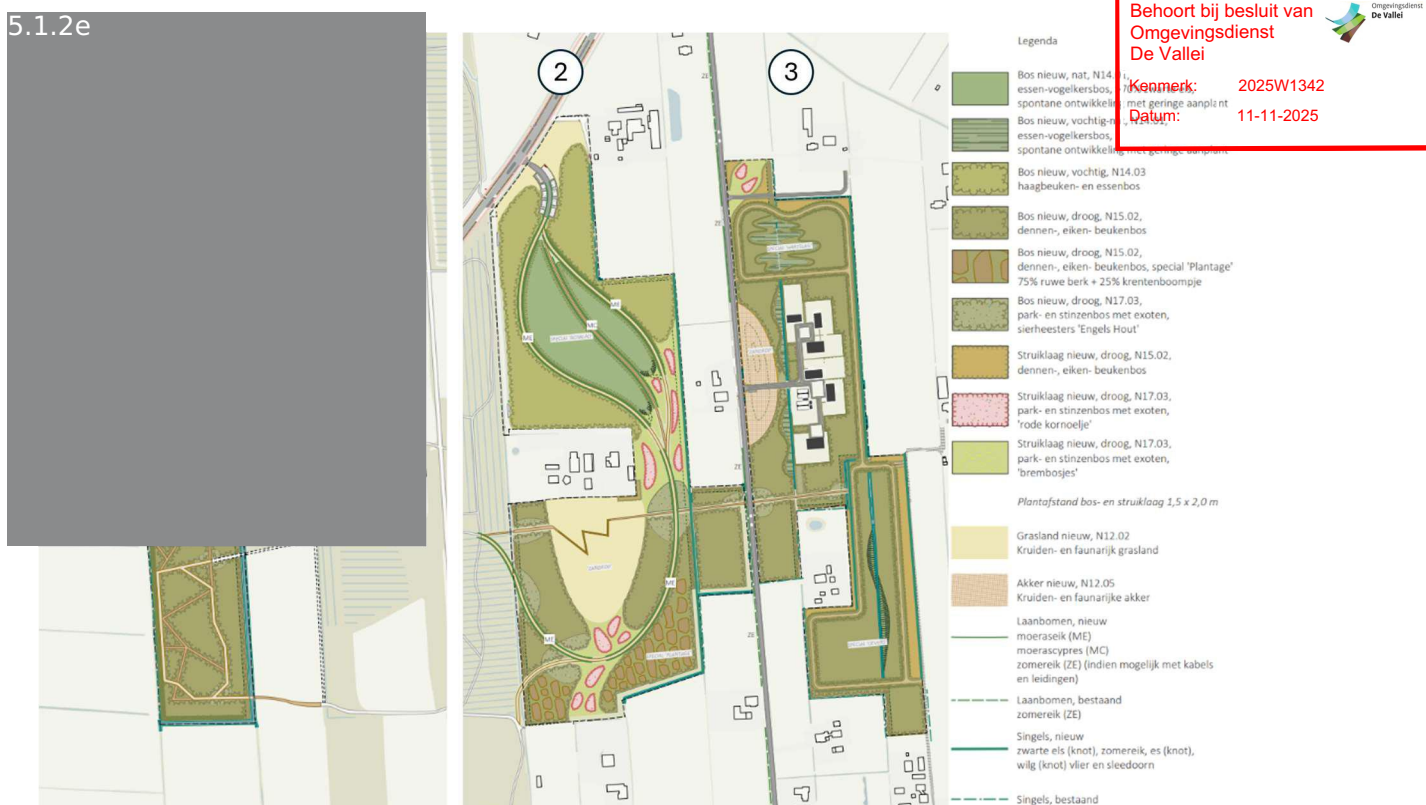 5.1.2e
2
3
ZE
ME
ME
MC
ZE
ZE
ME
ME
ZE
Behoort bij besluit van
Omgevingsdienst
De Vallei
Kenmerk: 2025W1342
Datum: 11-11-2025
Omgevingsdienst
De Vallei
Legenda
Bos nieuw, nat, N14.
essen-vogelkersbos,
spontane ontwikkeling met geringe aanplant
Bos nieuw, vochtig-n
essen-vogelkersbos,
spontane ontwikkeling met geringe aanplant
Bos nieuw, vochtig, N14.03
haagbeuken- en essenbos
Bos nieuw, droog, N15.02,
dennen-, eiken- beukenbos
Bos nieuw, droog, N15.02,
dennen-, eiken- beukenbos, special 'Plantage'
75% ruwe berk + 25% krentenboompje
Bos nieuw, droog, N17.03,
park- en stinzenbos met exoten,
sierheesters 'Engels Hout'
Struiklaag nieuw, droog, N15.02,
dennen-, eiken- beukenbos
Struiklaag nieuw, droog, N17.03,
park- en stinzenbos met exoten,
'rode kornoelje'
Struiklaag nieuw, droog, N17.03,
park- en stinzenbos met exoten,
'brembosjes'
Plantafstand bos- en struiklaag 1,5 x 2,0 m
Grasland nieuw, N12.02
Kruiden- en faunarijk grasland
Akker nieuw, N12.05
Kruiden- en faunarijke akker
Laanbomen, nieuw
moeraseik (ME)
moerascypres (MC)
zomereik (ZE) (indien mogelijk met kabels
en leidingen)
Laanbomen, bestaand
zomereik (ZE)
Singels, nieuw
zwarte els (knot), zomereik, es (knot),
wilg (knot) vlier en sleedoorn
Singels, bestaand